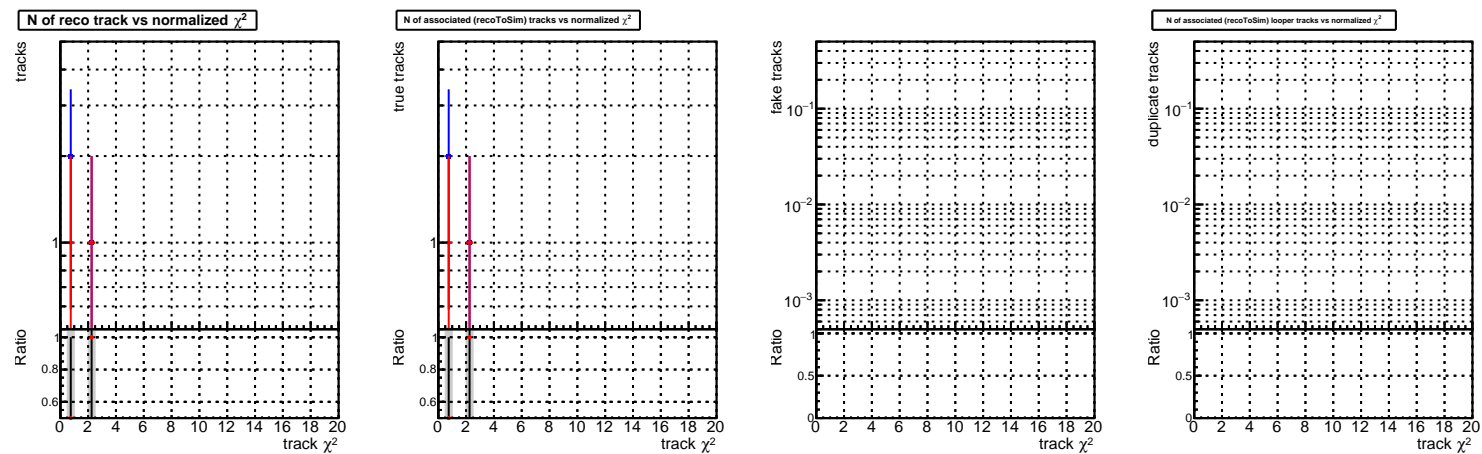 N of reco track vs normalized χ²
tracks
1
Ratio
1
0.8
0.6
0 2 4 6 8 10 12 14 16 18 20
track χ²
N of associated (recoToSim) tracks vs normalized χ²
true tracks
1
Ratio
1
0.8
0.6
0 2 4 6 8 10 12 14 16 18 20
track χ²
fake tracks
10⁻¹
10⁻²
10⁻³
Ratio
1
0.5
0
0 2 4 6 8 10 12 14 16 18 20
track χ²
N of associated (recoToSim) looper tracks vs normalized χ²
duplicate tracks
10⁻¹
10⁻²
10⁻³
Ratio
1
0.5
0
0 2 4 6 8 10 12 14 16 18 20
track χ²